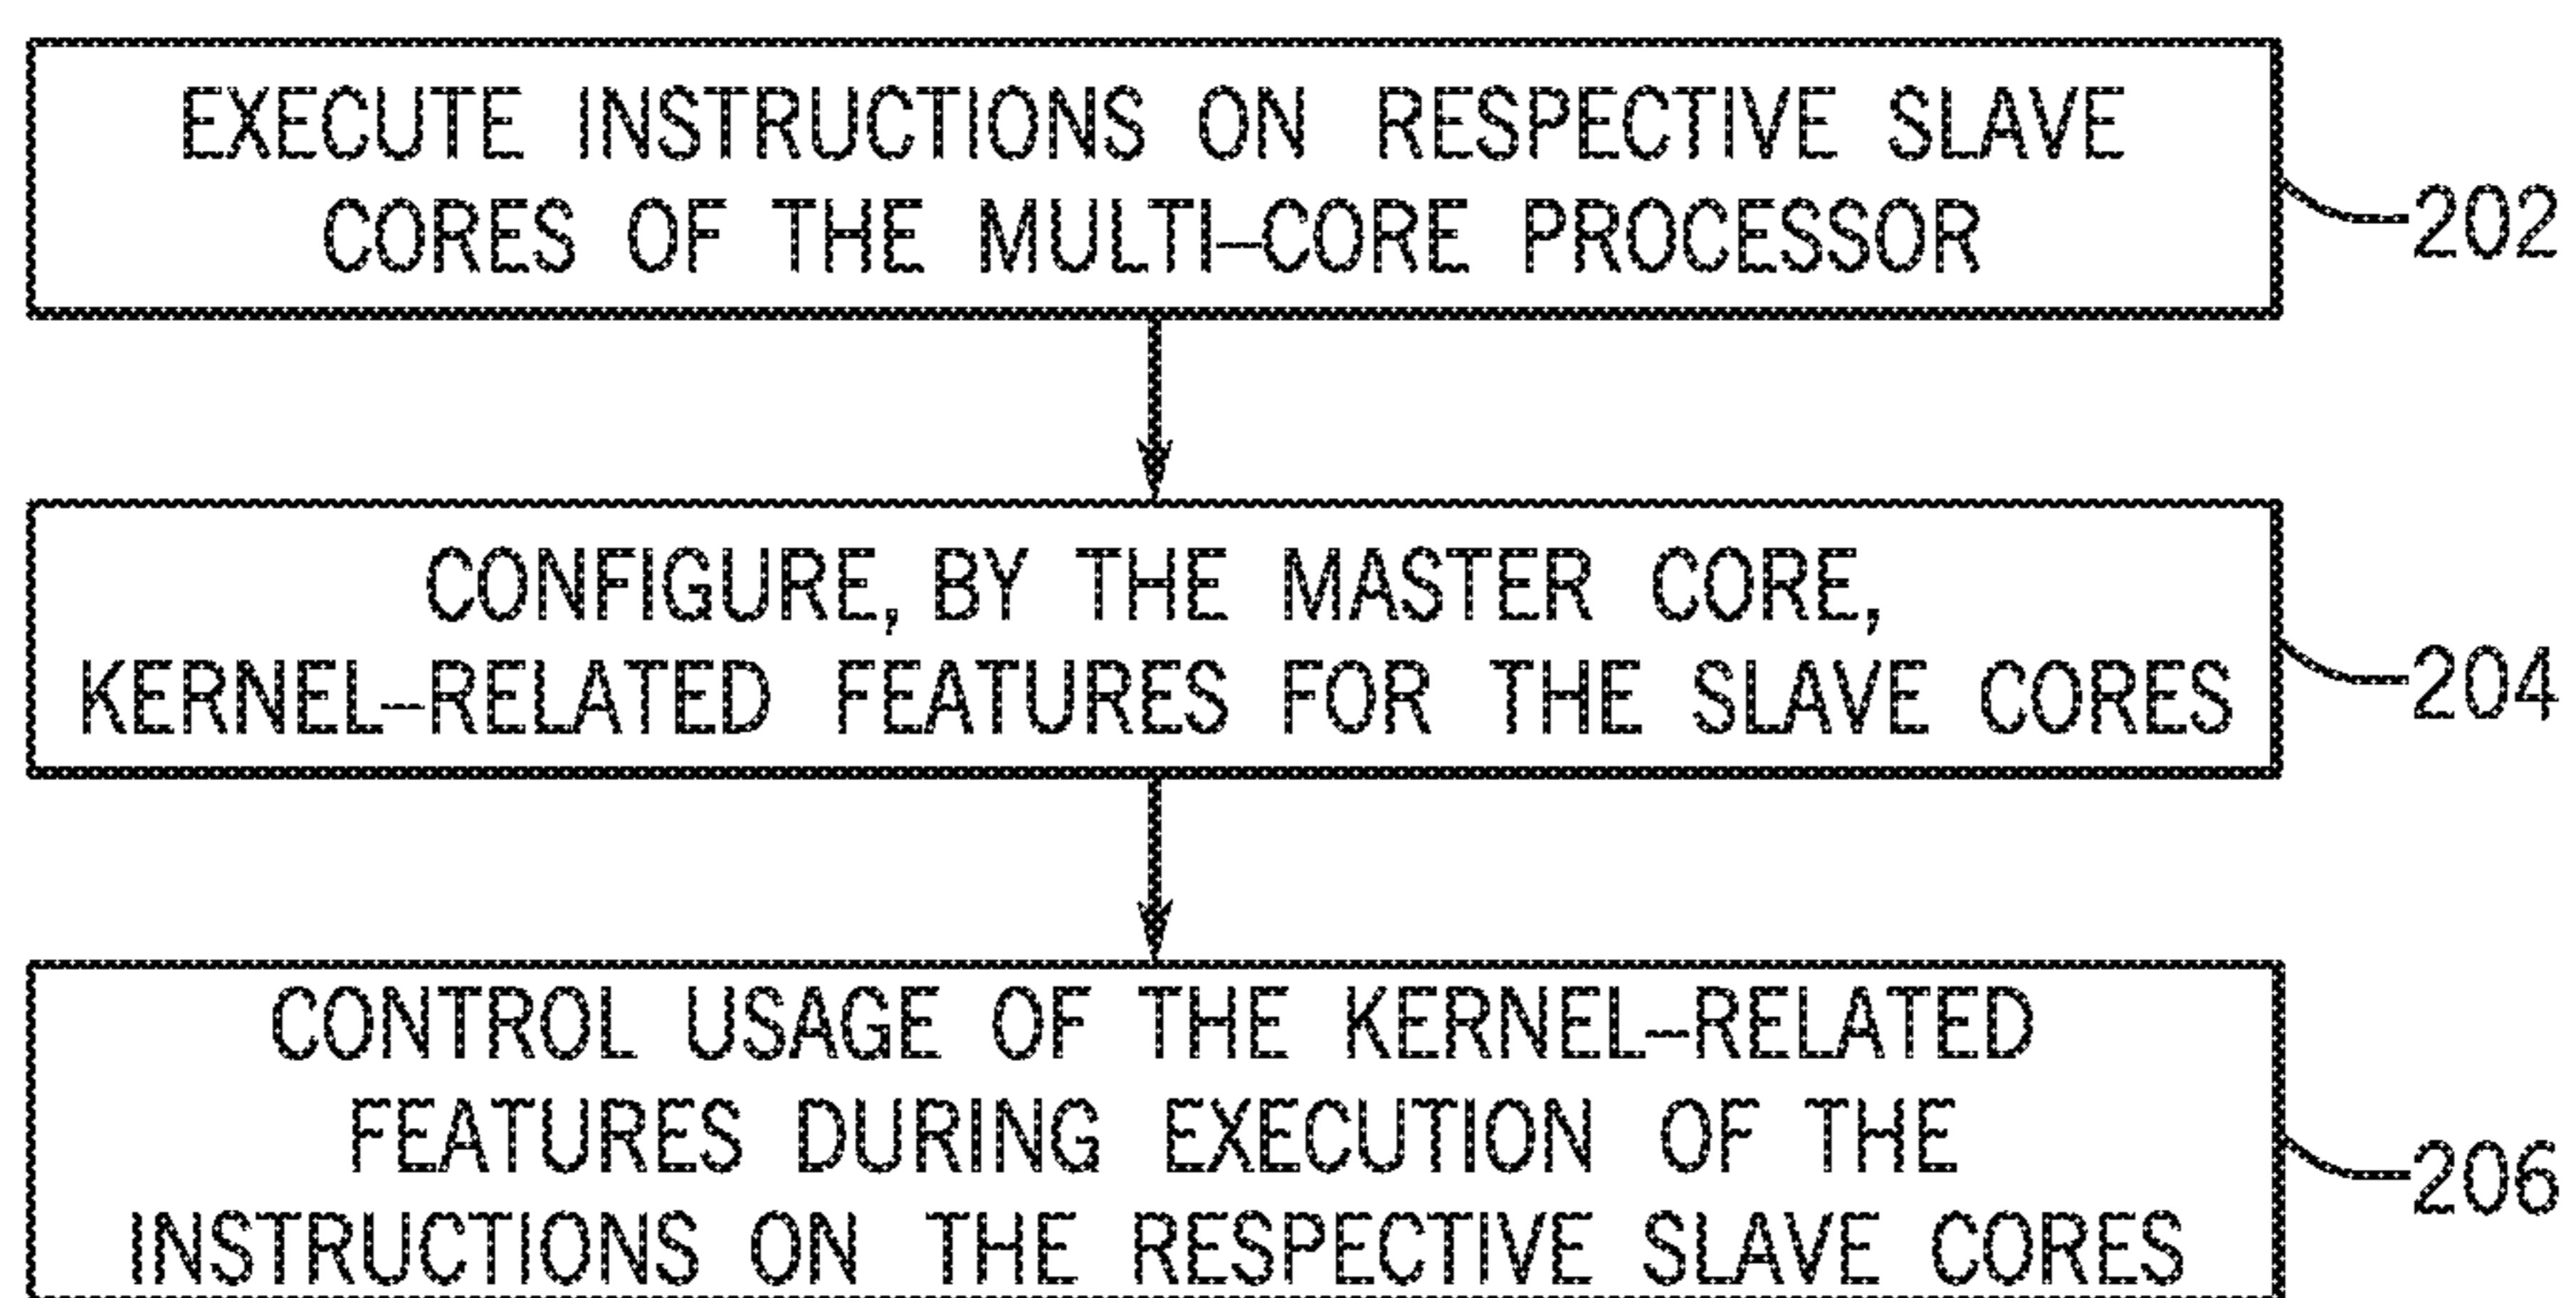 EXECUTE INSTRUCTIONS ON RESPECTIVE SLAVE
CORES OF THE MULTI-CORE PROCESSOR
202
CONFIGURE, BY THE MASTER CORE,
KERNEL-RELATED FEATURES FOR THE SLAVE CORES
204
CONTROL USAGE OF THE KERNEL-RELATED
FEATURES DURING EXECUTION OF THE
INSTRUCTIONS ON THE RESPECTIVE SLAVE CORES
206